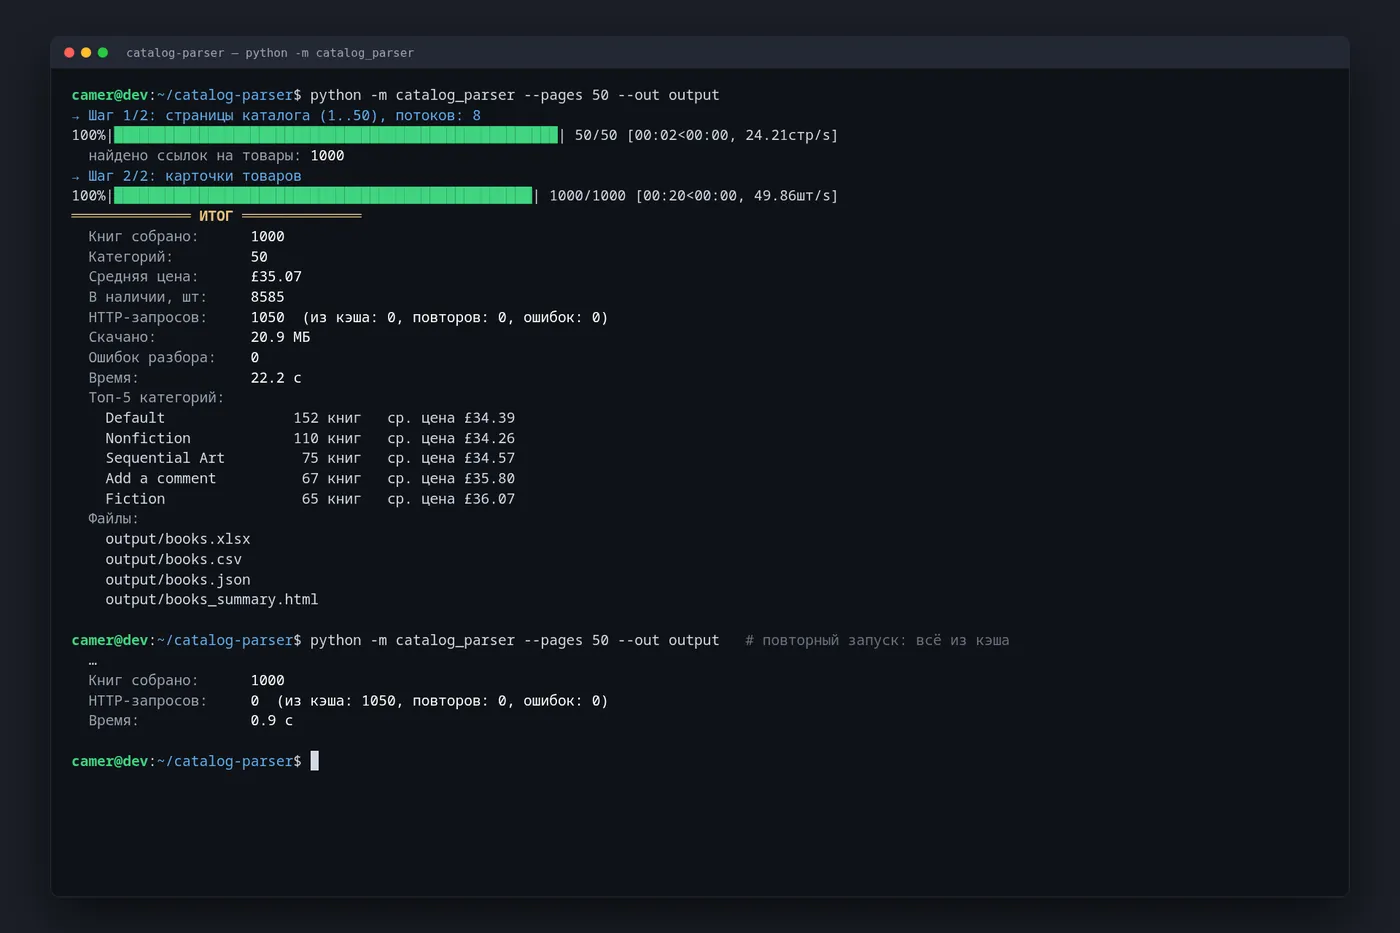 catalog-parser — python -m catalog_parser
camer@dev:~/catalog-parser$ python -m catalog_parser --pages 50 --out output
→ Шаг 1/2: страницы каталога (1..50), потоков: 8
100%|████████████████████████████████████████████████████| 50/50 [00:02<00:00, 24.21стр/s]
найдено ссылок на товары: 1000
→ Шаг 2/2: карточки товаров
100%|█████████████████████████████████████████████████| 1000/1000 [00:20<00:00, 49.86шт/s]
══════════════ ИТОГ ══════════════
Книг собрано: 1000
Категорий: 50
Средняя цена: £35.07
В наличии, шт: 8585
HTTP-запросов: 1050 (из кэша: 0, повторов: 0, ошибок: 0)
Скачано: 20.9 МБ
Ошибок разбора: 0
Время: 22.2 с
Топ-5 категорий:
Default 152 книг ср. цена £34.39
Nonfiction 110 книг ср. цена £34.26
Sequential Art 75 книг ср. цена £34.57
Add a comment 67 книг ср. цена £35.80
Fiction 65 книг ср. цена £36.07
Файлы:
output/books.xlsx
output/books.csv
output/books.json
output/books_summary.html
camer@dev:~/catalog-parser$ python -m catalog_parser --pages 50 --out output # повторный запуск: всё из кэша
…
Книг собрано: 1000
HTTP-запросов: 0 (из кэша: 1050, повторов: 0, ошибок: 0)
Время: 0.9 с
camer@dev:~/catalog-parser$